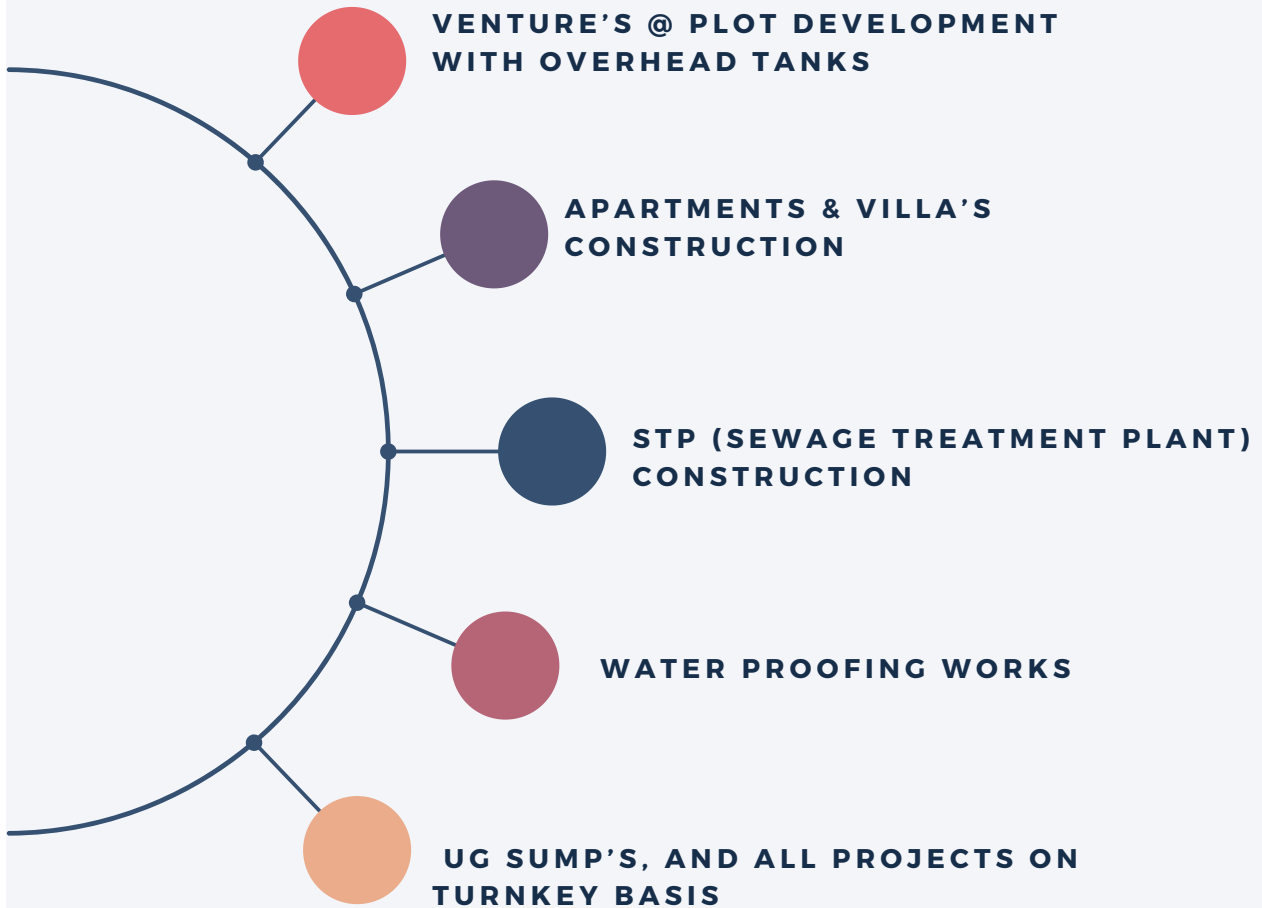 VENTURE’S @ PLOT DEVELOPMENT
WITH OVERHEAD TANKS
APARTMENTS & VILLA’S
CONSTRUCTION
STP (SEWAGE TREATMENT PLANT)
CONSTRUCTION
WATER PROOFING WORKS
UG SUMP’S, AND ALL PROJECTS ON
TURNKEY BASIS